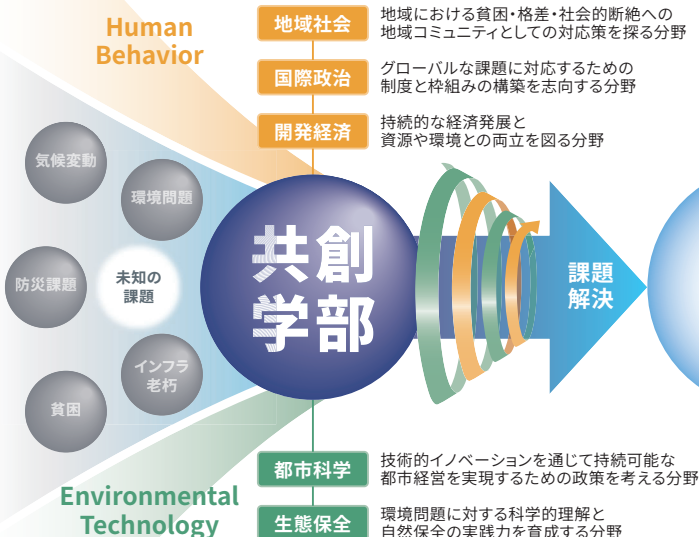 Human
Behavior
地域社会
地域における貧困・格差・社会的断絶への
地域コミュニティとしての対応策を探る分野
国際政治
グローバルな課題に対応するための
制度と枠組みの構築を志向する分野
開発経済
持続的な経済発展と
資源や環境との両立を図る分野
気候変動
環境問題
防災課題
未知の
課題
インフラ
老朽
貧困
共創
学部
課題
解決
都市科学
技術的イノベーションを通じて持続可能な
都市経営を実現するための政策を考える分野
Environmental
Technology
生態保全
環境問題に対する科学的理解と
自然保全の実践力を育成する分野